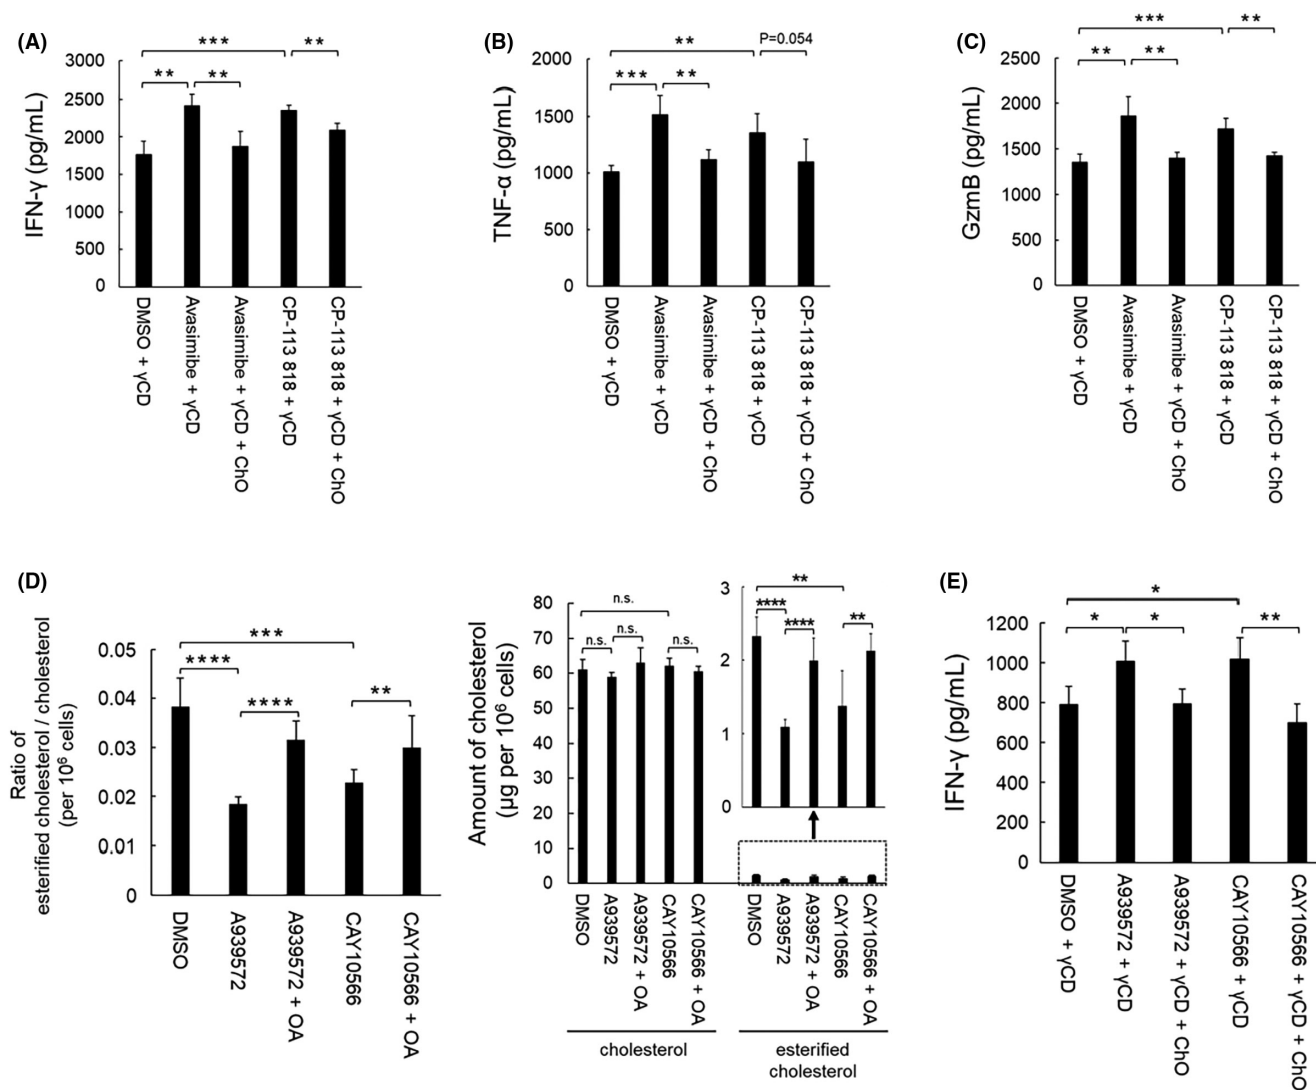 (A)
IFN-γ (pg/mL)
3000
2500
2000
1500
1000
500
0
***
**
**
**
DMSO + γCD
Avasimibe + γCD
Avasimibe + γCD + ChO
CP-113 818 + γCD
CP-113 818 + γCD + ChO
(B)
TNF-α (pg/mL)
2000
1500
1000
500
0
**
P=0.054
***
**
DMSO + γCD
Avasimibe + γCD
Avasimibe + γCD + ChO
CP-113 818 + γCD
CP-113 818 + γCD + ChO
(C)
GzmB (pg/mL)
2500
2000
1500
1000
500
0
***
**
**
**
DMSO + γCD
Avasimibe + γCD
Avasimibe + γCD + ChO
CP-113 818 + γCD
CP-113 818 + γCD + ChO
(D)
Ratio of
esterified cholesterol / cholesterol
(per 10⁶ cells)
0.05
0.04
0.03
0.02
0.01
0
***
****
****
**
DMSO
A939572
A939572 + OA
CAY10566
CAY10566 + OA
Amount of cholesterol
(μg per 10⁶ cells)
80
70
60
50
40
30
20
10
0
n.s.
n.s.
n.s.
n.s.
DMSO
A939572
A939572 + OA
CAY10566
CAY10566 + OA
cholesterol
3
2
1
0
**
****
****
**
DMSO
A939572
A939572 + OA
CAY10566
CAY10566 + OA
esterified
cholesterol
(E)
IFN-γ (pg/mL)
1200
1000
800
600
400
200
0
*
*
*
**
DMSO + γCD
A939572 + γCD
A939572 + γCD + ChO
CAY10566 + γCD
CAY10566 + γCD + ChO